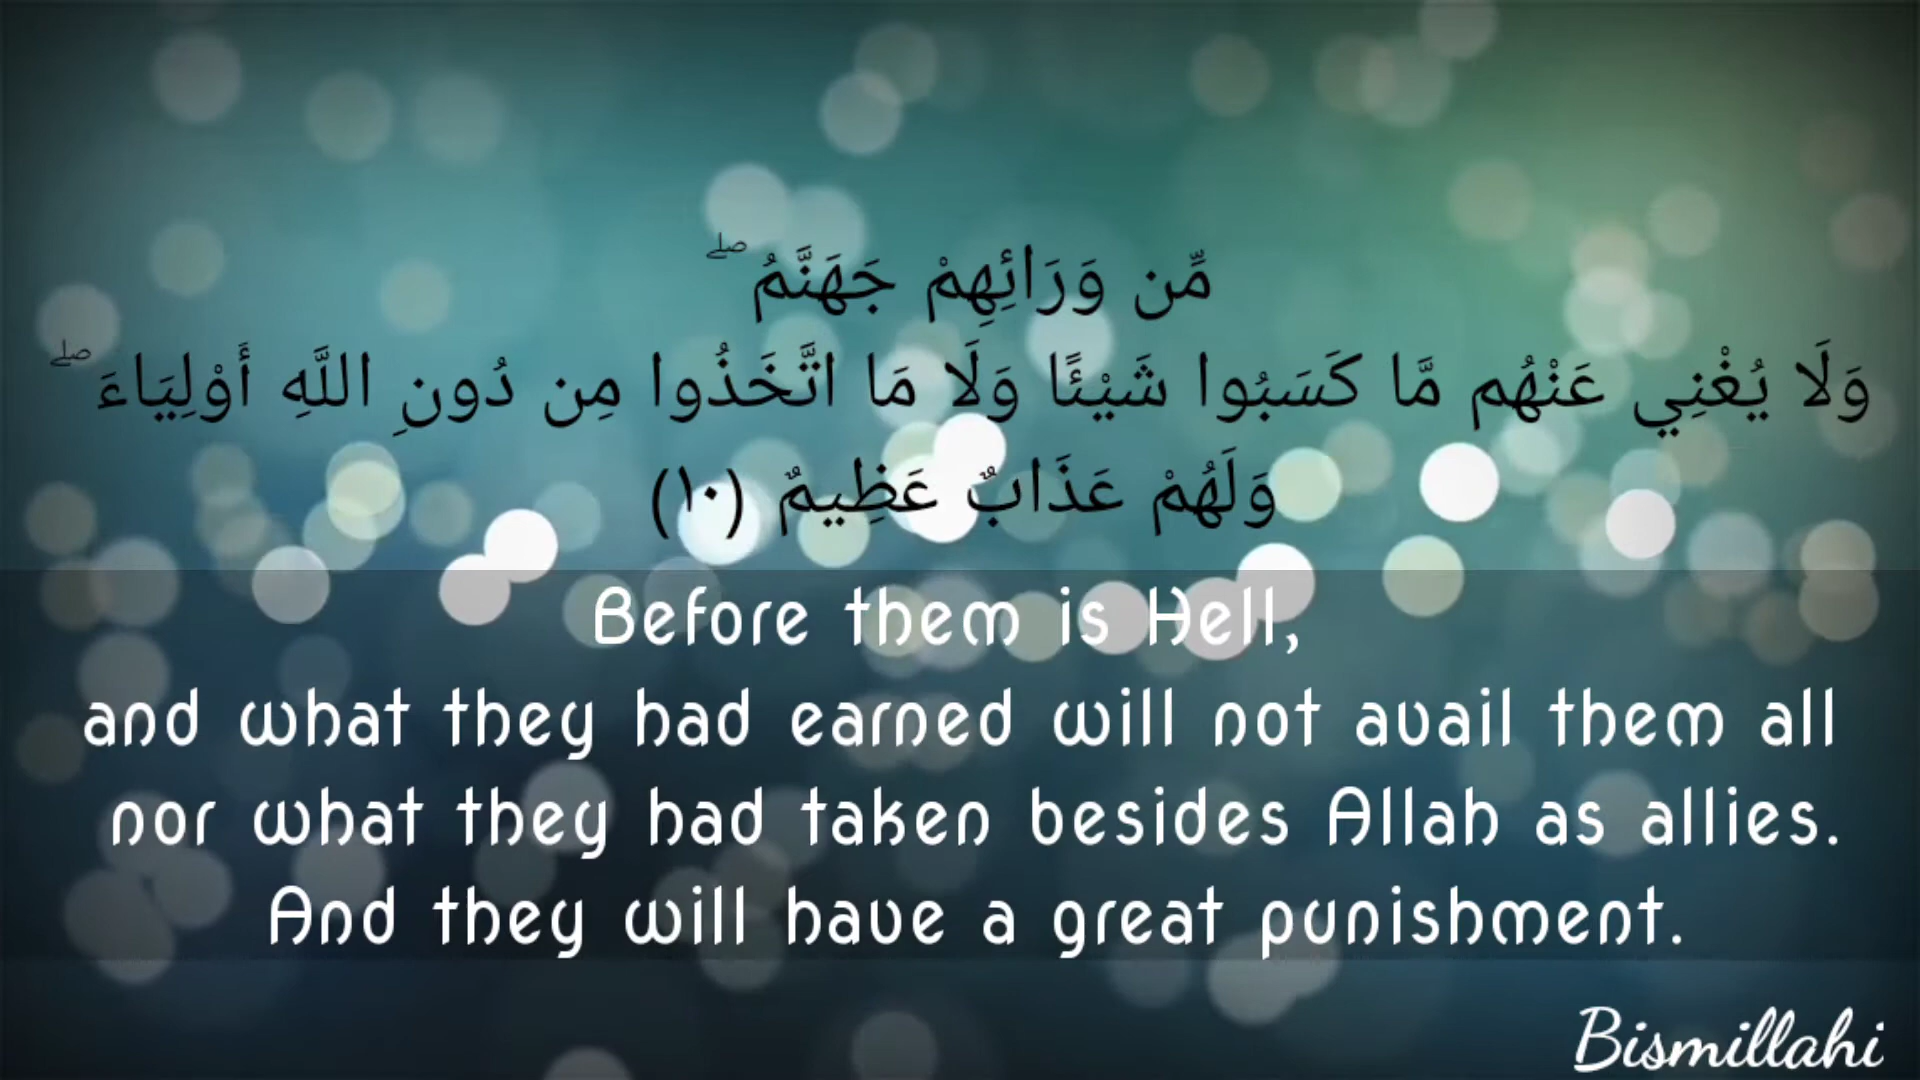 مِّن وَرَائِهِمْ جَهَنَّمُ ۖ
وَلَا يُغْنِي عَنْهُم مَّا كَسَبُوا شَيْئًا وَلَا مَا اتَّخَذُوا مِن دُونِ اللَّهِ أَوْلِيَاءَ ۖ
وَلَهُمْ عَذَابٌ عَظِيمٌ (١٠)
Before them is Hell,
and what they had earned will not avail them all
nor what they had taken besides Allah as allies.
And they will have a great punishment.
Bismillahi